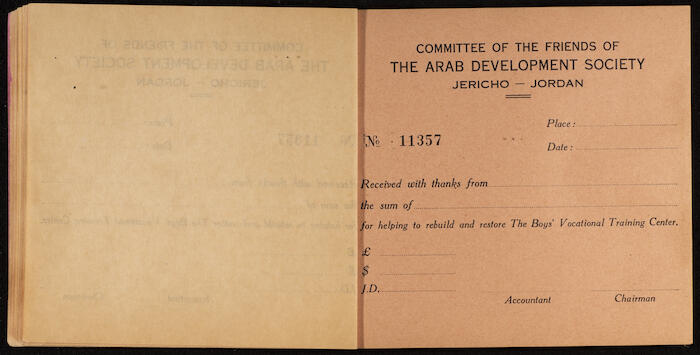 COMMITTEE OF THE FRIENDS OF
THE ARAB DEVELOPMENT SOCIETY
JERICHO — JORDAN
Place:
№ 11357
Date:
Received with thanks from
the sum of
for helping to rebuild and restore The Boys' Vocational Training Center.
£
$
J.D.
Accountant Chairman